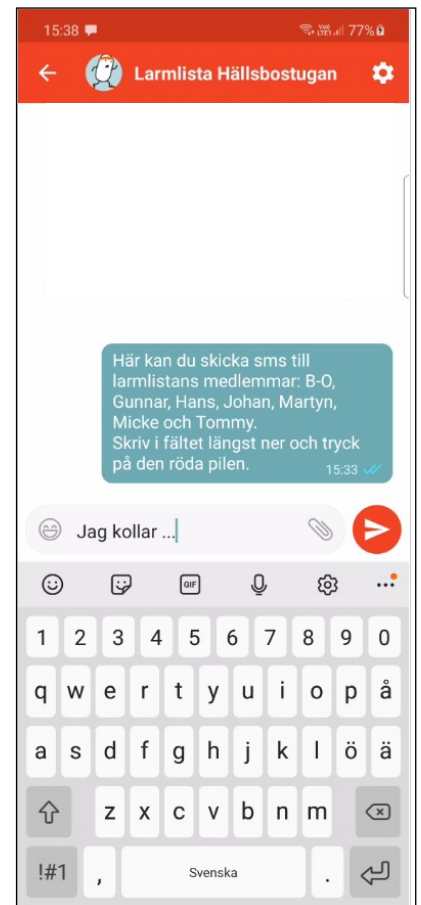 15:38 77%
Larmlista Hällsbostugan
Här kan du skicka sms till
larmlistans medlemmar: B-O,
Gunnar, Hans, Johan, Martyn,
Micke och Tommy.
Skriv i fältet längst ner och tryck
på den röda pilen. 15:33
Jag kollar ...
GIF
1 2 3 4 5 6 7 8 9 0
q w e r t y u i o p å
a s d f g h j k l ö ä
z x c v b n m
!#1 , Svenska .